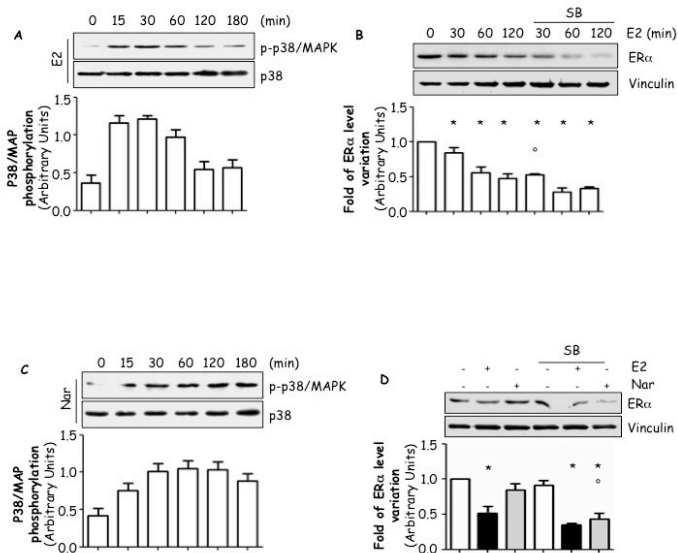 A
0 15 30 60 120 180 (min)
E2
p-p38/MAPK
p38
P38/MAP
phosphorylation
(Arbitrary Units)
1.5
1.0
0.5
0.0
B
SB
0 30 60 120 30 60 120 E2 (min)
ERα
Vinculin
Fold of ERα level
variation
(Arbitrary Units)
1.5
1.0
0.5
0.0
* * * * * *
°
C
0 15 30 60 120 180 (min)
Nar
p-p38/MAPK
p38
P38/MAP
phosphorylation
(Arbitrary Units)
1.5
1.0
0.5
0.0
D
SB
- + - - + - E2
- - + - - + Nar
ERα
Vinculin
Fold of ERα level
variation
(Arbitrary Units)
1.5
1.0
0.5
0.0
* * *
°